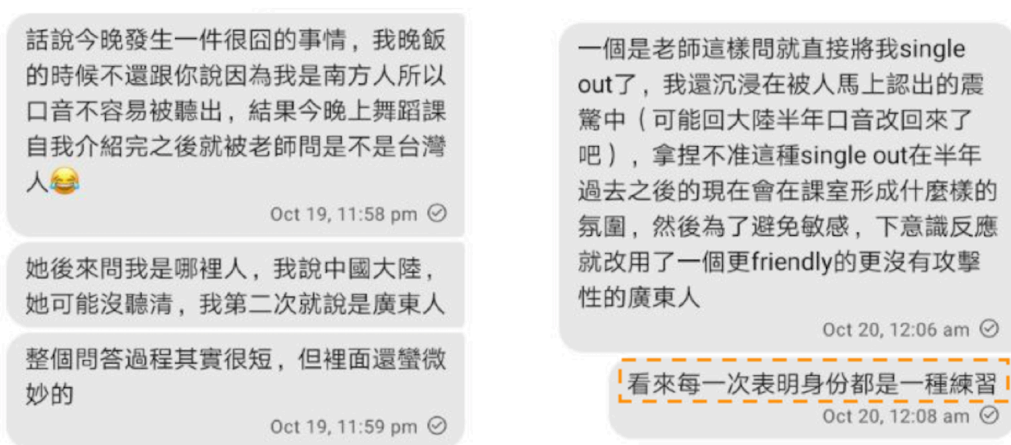 話說今晚發生一件很囧的事情，我晚飯
的時候不還跟你說因為我是南方人所以
口音不容易被聽出，結果今晚上舞蹈課
自我介紹完之後就被老師問是不是台灣
人😂
Oct 19, 11:58 pm
她後來問我是哪裡人，我說中國大陸，
她可能沒聽清，我第二次就說是廣東人
整個問答過程其實很短，但裡面還蠻微
妙的
Oct 19, 11:59 pm
一個是老師這樣問就直接將我single
out了，我還沉浸在被人馬上認出的震
驚中（可能回大陸半年口音改回來了
吧），拿捏不准這種single out在半年
過去之後的現在會在課室形成什麼樣的
氛圍，然後為了避免敏感，下意識反應
就改用了一個更friendly的更沒有攻擊
性的廣東人
Oct 20, 12:06 am
看來每一次表明身份都是一種練習
Oct 20, 12:08 am